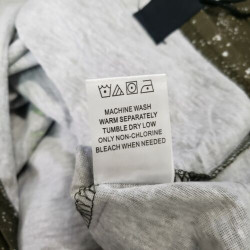 MACHINE WASH
WARM SEPARATELY
TUMBLE DRY LOW
ONLY NON-CHLORINE
BLEACH WHEN NEEDED